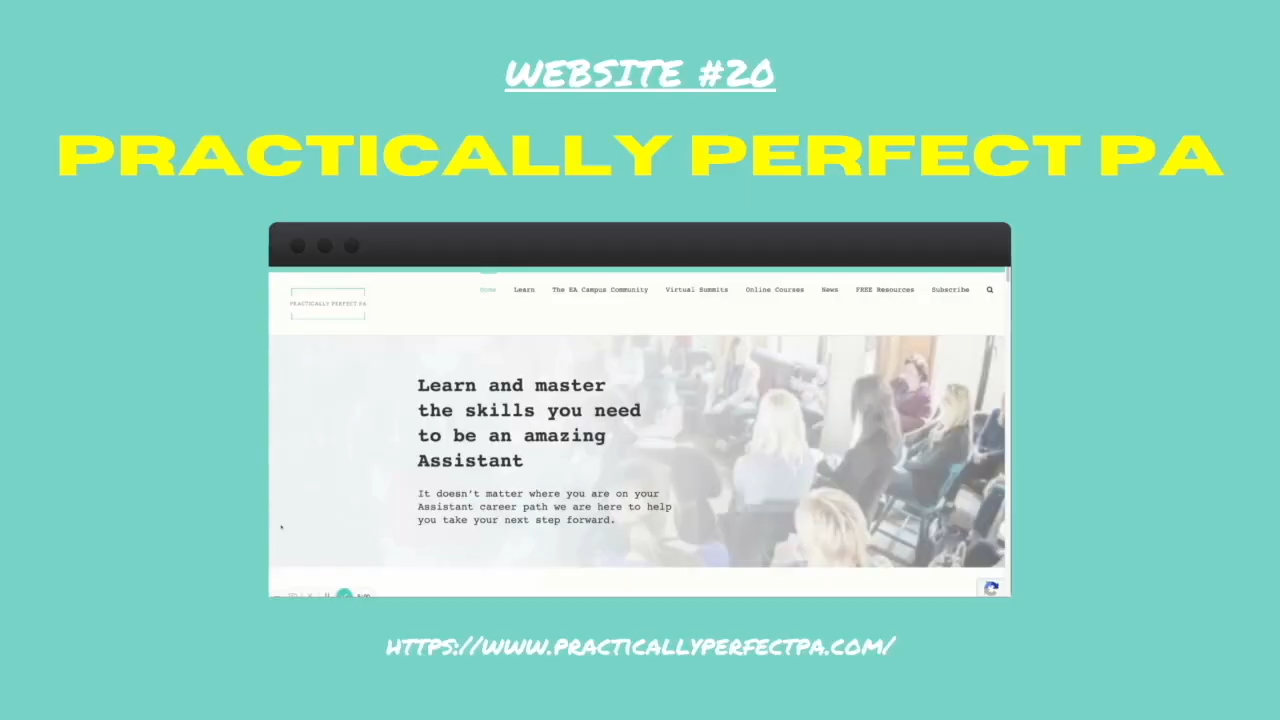 WEBSITE #20
PRACTICALLY PERFECT PA
PRACTICALLY PERFECT PA
Home Learn The EA Campus Community Virtual Summits Online Courses News FREE Resources Subscribe
Learn and master
the skills you need
to be an amazing
Assistant
It doesn't matter where you are on your
Assistant career path we are here to help
you take your next step forward.
HTTPS://WWW.PRACTICALLYPERFECTPA.COM/